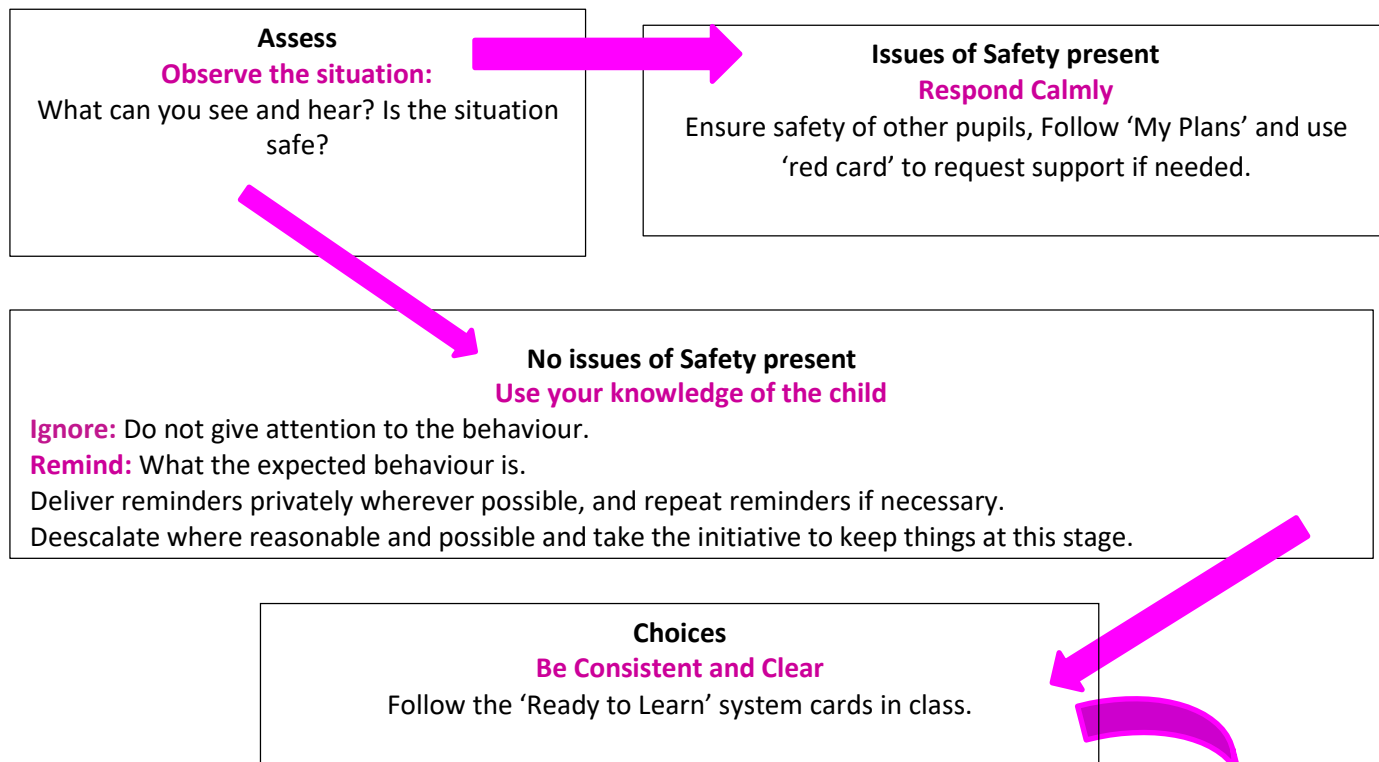 Assess
Observe the situation:
What can you see and hear? Is the situation
safe?
Issues of Safety present
Respond Calmly
Ensure safety of other pupils, Follow ‘My Plans’ and use
‘red card’ to request support if needed.
No issues of Safety present
Use your knowledge of the child
Ignore: Do not give attention to the behaviour.
Remind: What the expected behaviour is.
Deliver reminders privately wherever possible, and repeat reminders if necessary.
Deescalate where reasonable and possible and take the initiative to keep things at this stage.
Choices
Be Consistent and Clear
Follow the ‘Ready to Learn’ system cards in class.